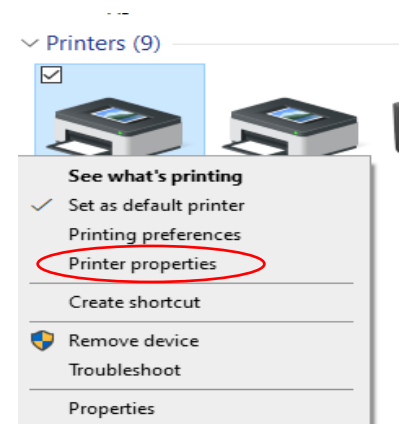 Printers (9)
See what's printing
Set as default printer
Printing preferences
Printer properties
Create shortcut
Remove device
Troubleshoot
Properties